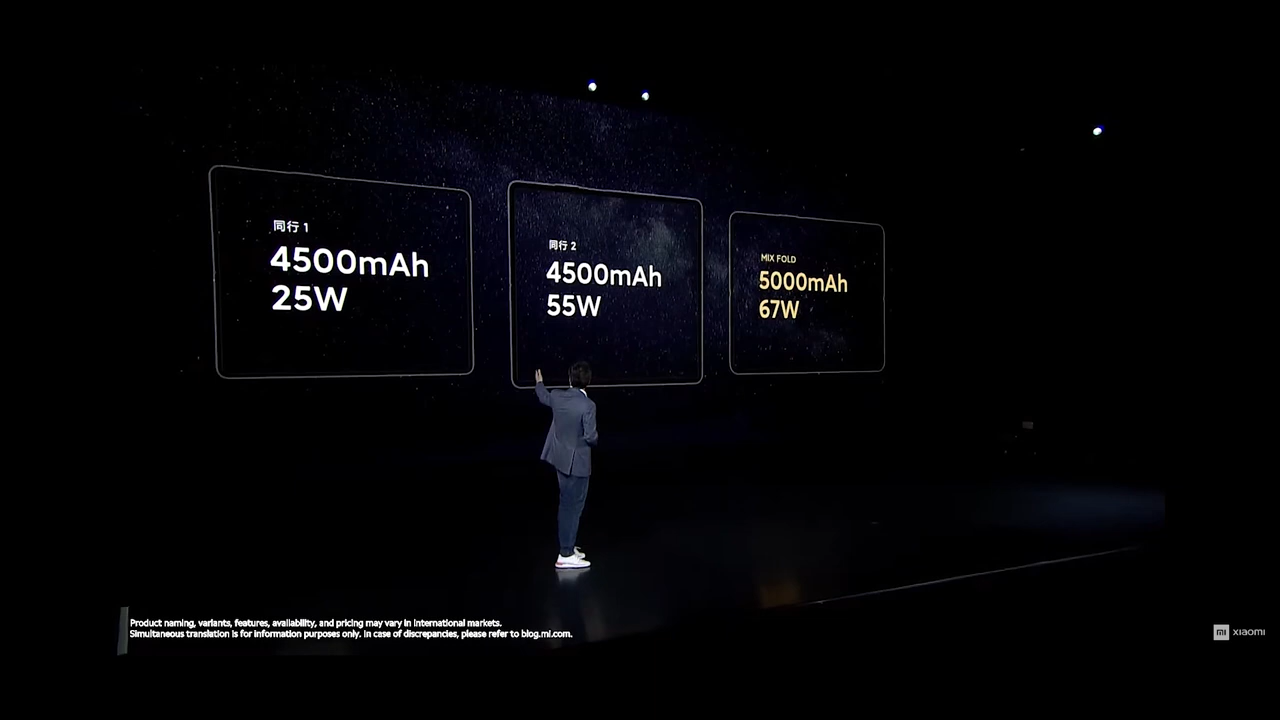 同行 1
4500mAh
25W
同行 2
4500mAh
55W
MIX FOLD
5000mAh
67W
Product naming, variants, features, availability, and pricing may vary in international markets.
Simultaneous translation is for information purposes only. In case of discrepancies, please refer to blog.mi.com.
mi xiaomi